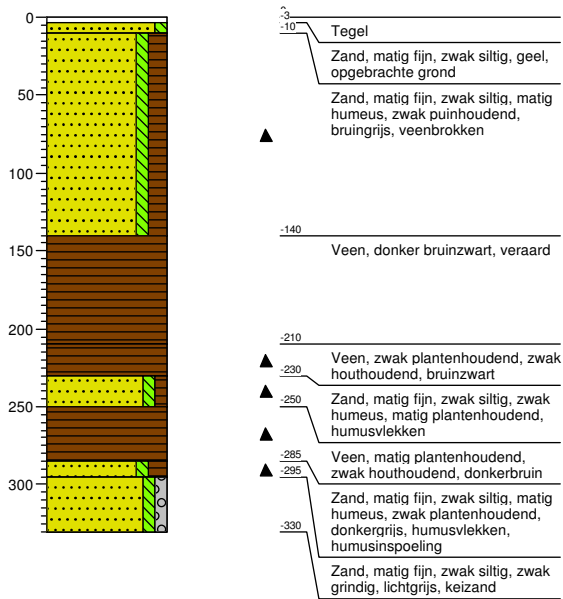 0
-3
-10
Tegel
Zand, matig fijn, zwak siltig, geel,
opgebrachte grond
Zand, matig fijn, zwak siltig, matig
humeus, zwak puinhoudend,
bruingrijs, veenbrokken
50
100
-140
150
Veen, donker bruinzwart, veraard
200
-210
Veen, zwak plantenhoudend, zwak
houthoudend, bruinzwart
-230
Zand, matig fijn, zwak siltig, zwak
humeus, matig plantenhoudend,
humusvlekken
250
-250
Veen, matig plantenhoudend,
zwak houthoudend, donkerbruin
-285
-295
300
Zand, matig fijn, zwak siltig, matig
humeus, zwak plantenhoudend,
donkergrijs, humusvlekken,
humusinspoeling
-330
Zand, matig fijn, zwak siltig, zwak
grindig, lichtgrijs, keizand